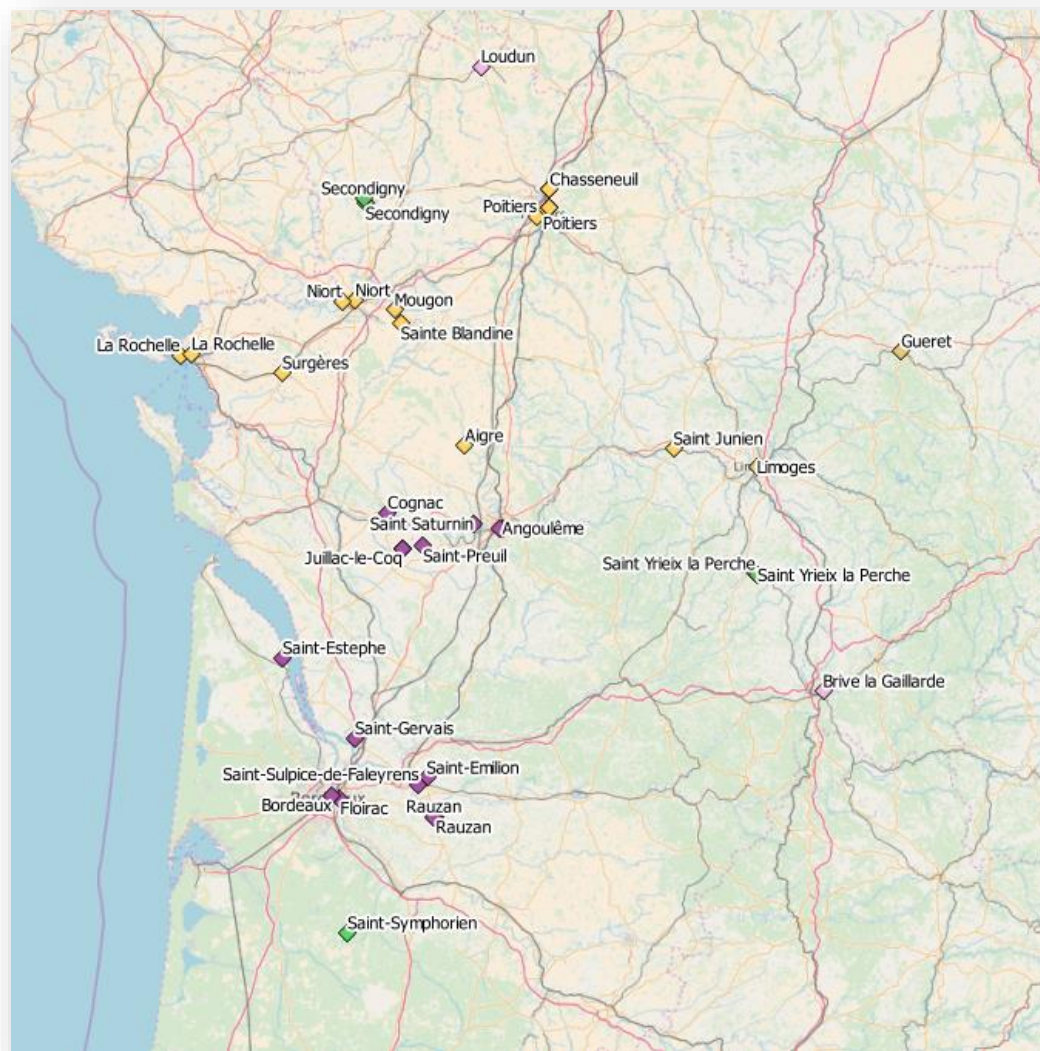 Loudun
Chasseneuil
Secondigny
Secondigny
Poitiers
Poitiers
Niort
Niort
Mougon
Sainte Blandine
La Rochelle
La Rochelle
Surgères
Gueret
Aigre
Saint Junien
Limoges
Cognac
Saint Saturnin
Angoulême
Juillac-le-Coq
Saint-Preuil
Saint Yrieix la Perche
Saint Yrieix la Perche
Saint-Estephe
Brive la Gaillarde
Saint-Gervais
Saint-Sulpice-de-Faleyrens
Saint-Emilion
Bordeaux
Floirac
Rauzan
Rauzan
Saint-Symphorien